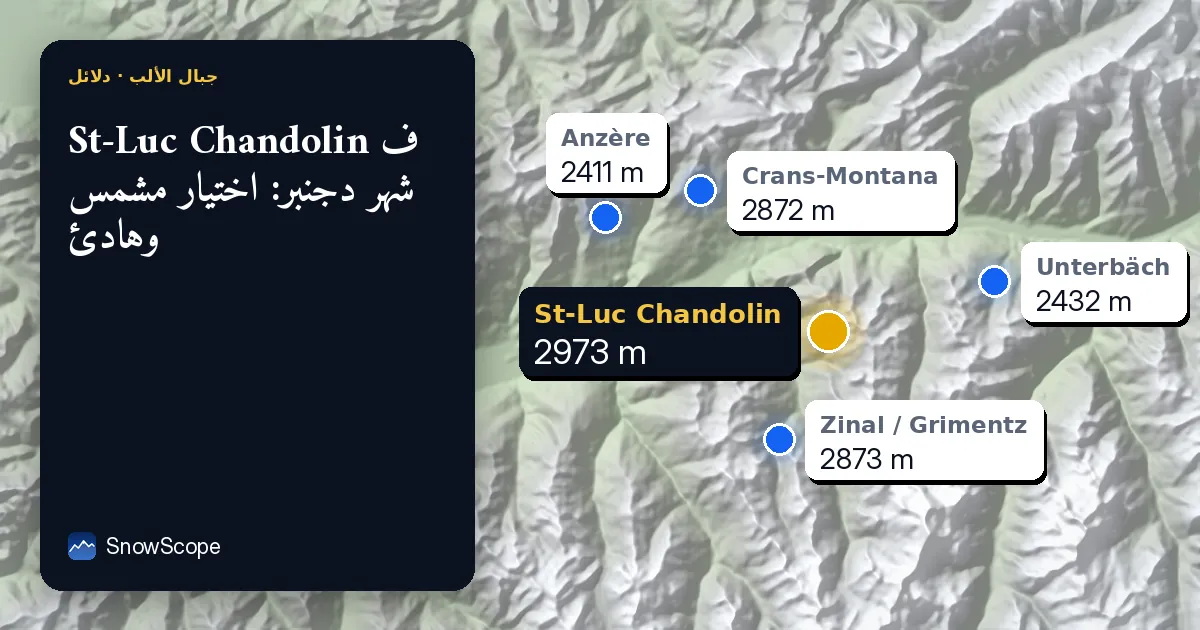 جبال الألب · دلائل
St-Luc Chandolin ف
شهر دجنبر: اختيار مشمس
وهادئ
SnowScope
Anzère
2411 m
Crans-Montana
2872 m
Unterbäch
2432 m
St-Luc Chandolin
2973 m
Zinal / Grimentz
2873 m